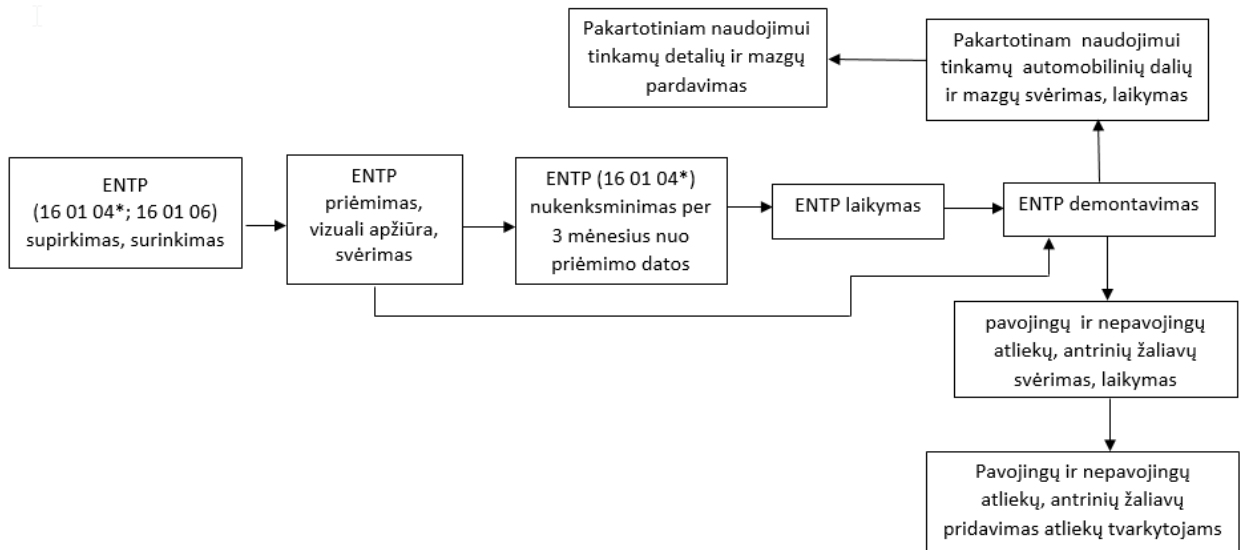 Pakartotiniam naudojimui
tinkamų detalių ir mazgų
pardavimas
Pakartotinam naudojimui
tinkamų automobilinių dalių
ir mazgų svėrimas, laikymas
ENTP
(16 01 04*; 16 01 06)
supirkimas, surinkimas
ENTP
priėmimas,
vizuali apžiūra,
svėrimas
ENTP (16 01 04*)
nukenksminimas per
3 mėnesius nuo
priėmimo datos
ENTP laikymas
ENTP demontavimas
pavojingų ir nepavojingų
atliekų, antrinių žaliavų
svėrimas, laikymas
Pavojingų ir nepavojingų
atliekų, antrinių žaliavų
pridavimas atliekų tvarkytojams